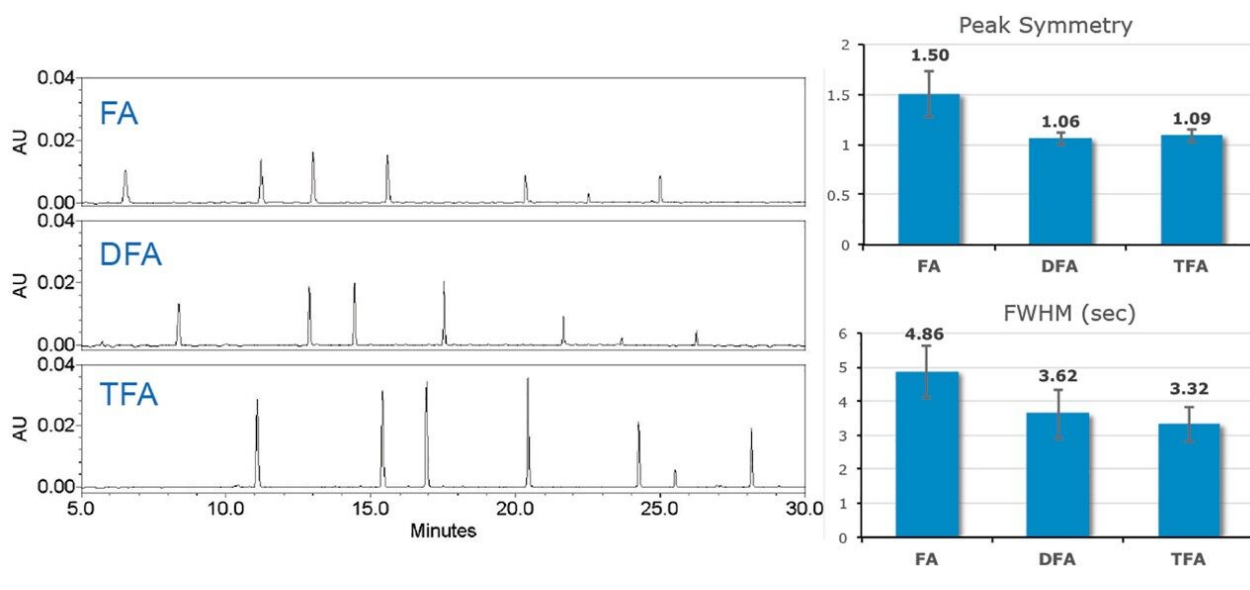 0.04
FA
AU
0.02
0.00
0.04
DFA
AU
0.02
0.00
0.04
TFA
AU
0.02
0.00
5.0 10.0 15.0 20.0 25.0 30.0
Minutes
Peak Symmetry
2
1.50
1.5
1.06
1.09
1
0.5
0
FA DFA TFA
FWHM (sec)
6
4.86
5
3.62
3.32
4
3
2
1
0
FA DFA TFA